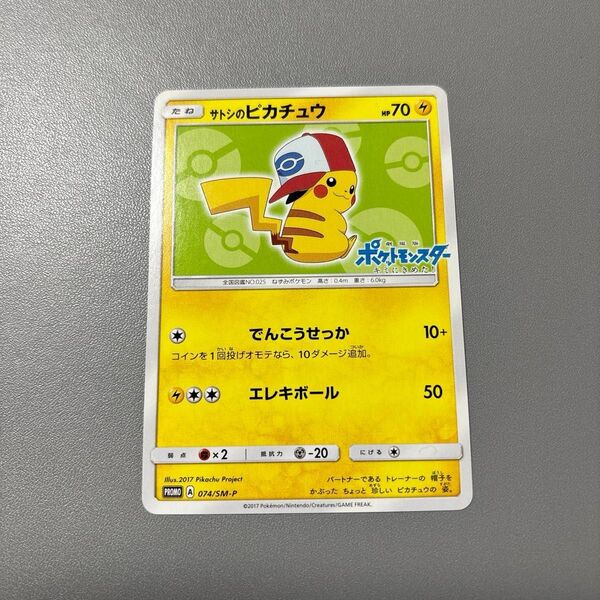 たね サトシのピカチュウ HP70
劇場版
ポケットモンスター
キミにきめた!
全国図鑑NO.025 ねずみポケモン 高さ:0.4m 重さ:6.0kg
でんこうせっか 10+
コインを1回投げオモテなら、10ダメージ追加。
エレキボール 50
弱点 ×2 抵抗力 -20 にげる
Illus.2017 Pikachu Project
パートナーである トレーナーの 帽子を
かぶった ちょっと 珍しい ピカチュウの 姿。
PROMO A 074/SM-P
©2017 Pokémon/Nintendo/Creatures/GAME FREAK.